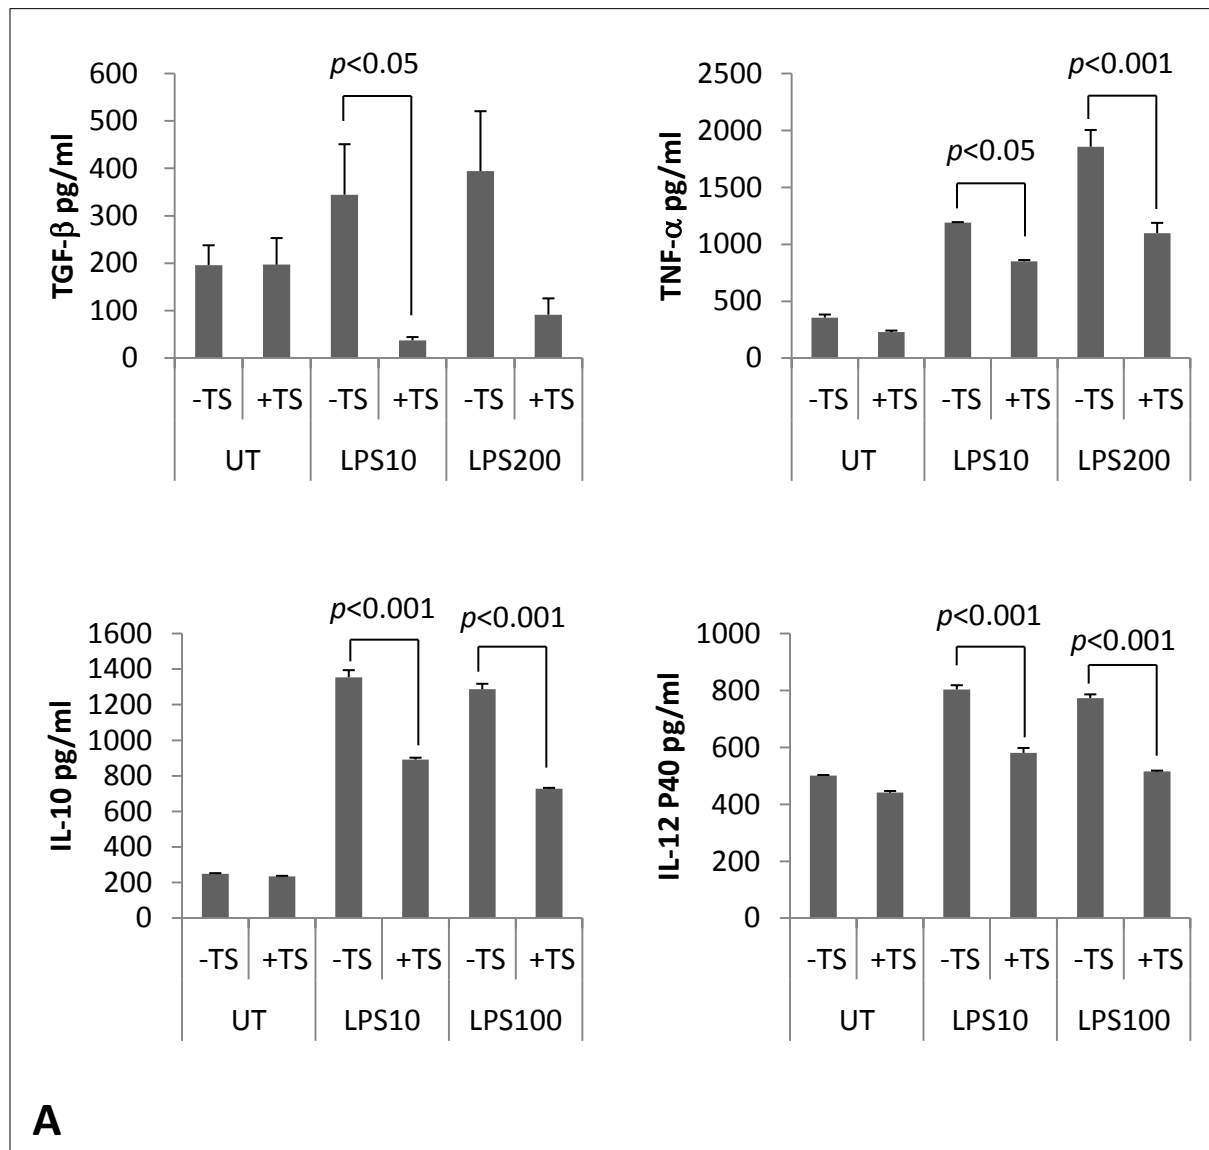 p<0.05
TGF-β pg/ml
600
500
400
300
200
100
0
-TS +TS -TS +TS -TS +TS
UT LPS10 LPS200
p<0.001
p<0.05
TNF-α pg/ml
2500
2000
1500
1000
500
0
-TS +TS -TS +TS -TS +TS
UT LPS10 LPS200
p<0.001 p<0.001
IL-10 pg/ml
1600
1400
1200
1000
800
600
400
200
0
-TS +TS -TS +TS -TS +TS
UT LPS10 LPS100
p<0.001
p<0.001
IL-12 P40 pg/ml
1000
800
600
400
200
0
-TS +TS -TS +TS -TS +TS
UT LPS10 LPS100
A